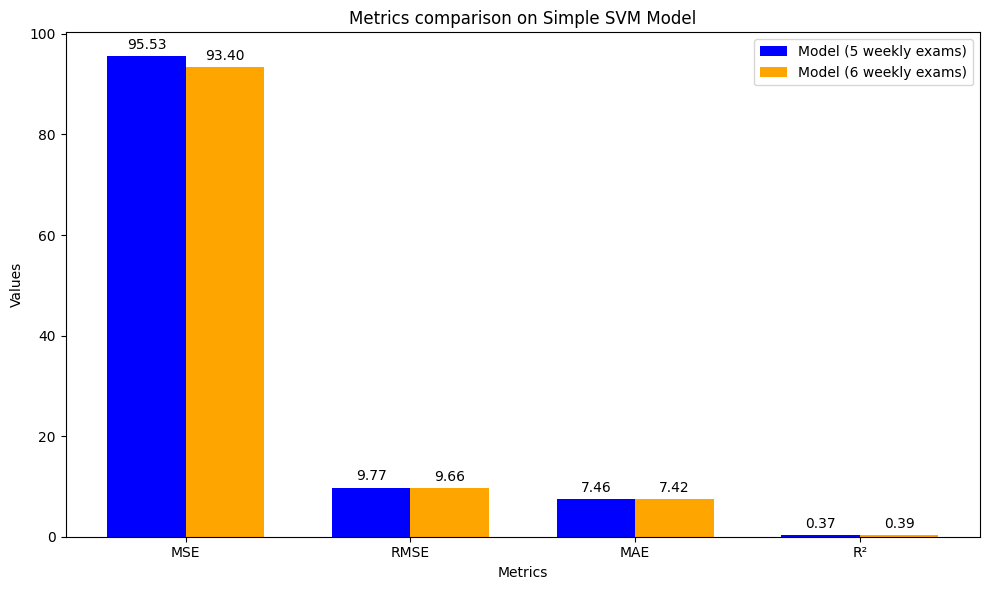 Metrics comparison on Simple SVM Model
Model (5 weekly exams)
Model (6 weekly exams)
Values
100
80
60
40
20
0
95.53
93.40
9.77
9.66
7.46
7.42
0.37
0.39
MSE
RMSE
MAE
R²
Metrics